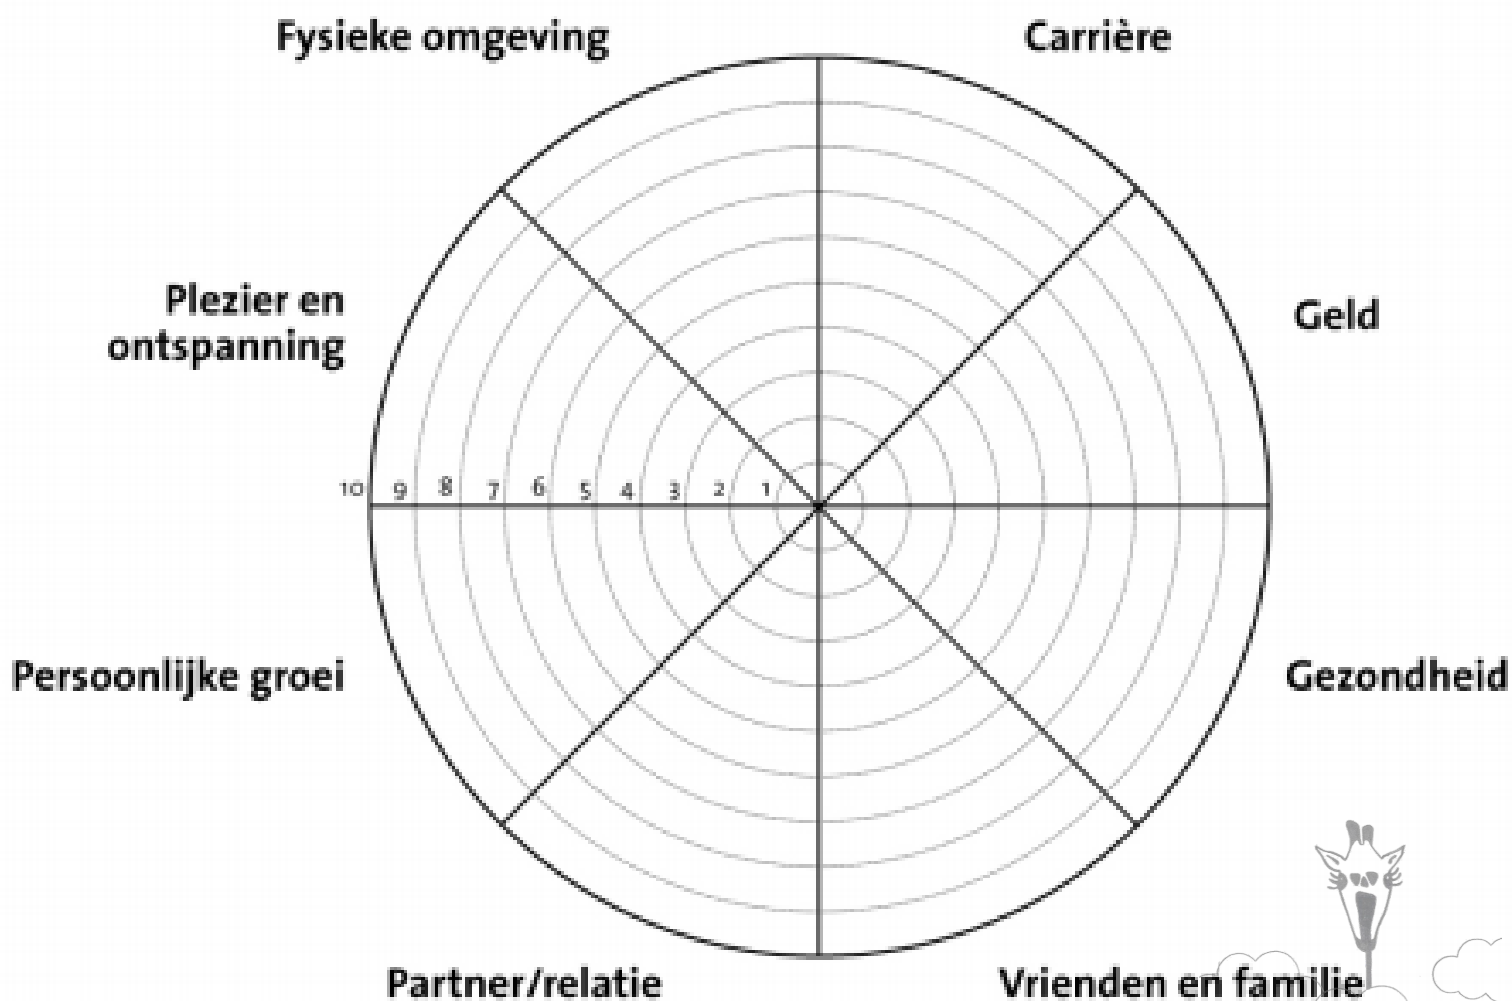 Fysieke omgeving
Carrière
Plezier en
ontspanning
Geld
10 9 8 7 6 5 4 3 2 1
Persoonlijke groei
Gezondheid
Partner/relatie
Vrienden en familie